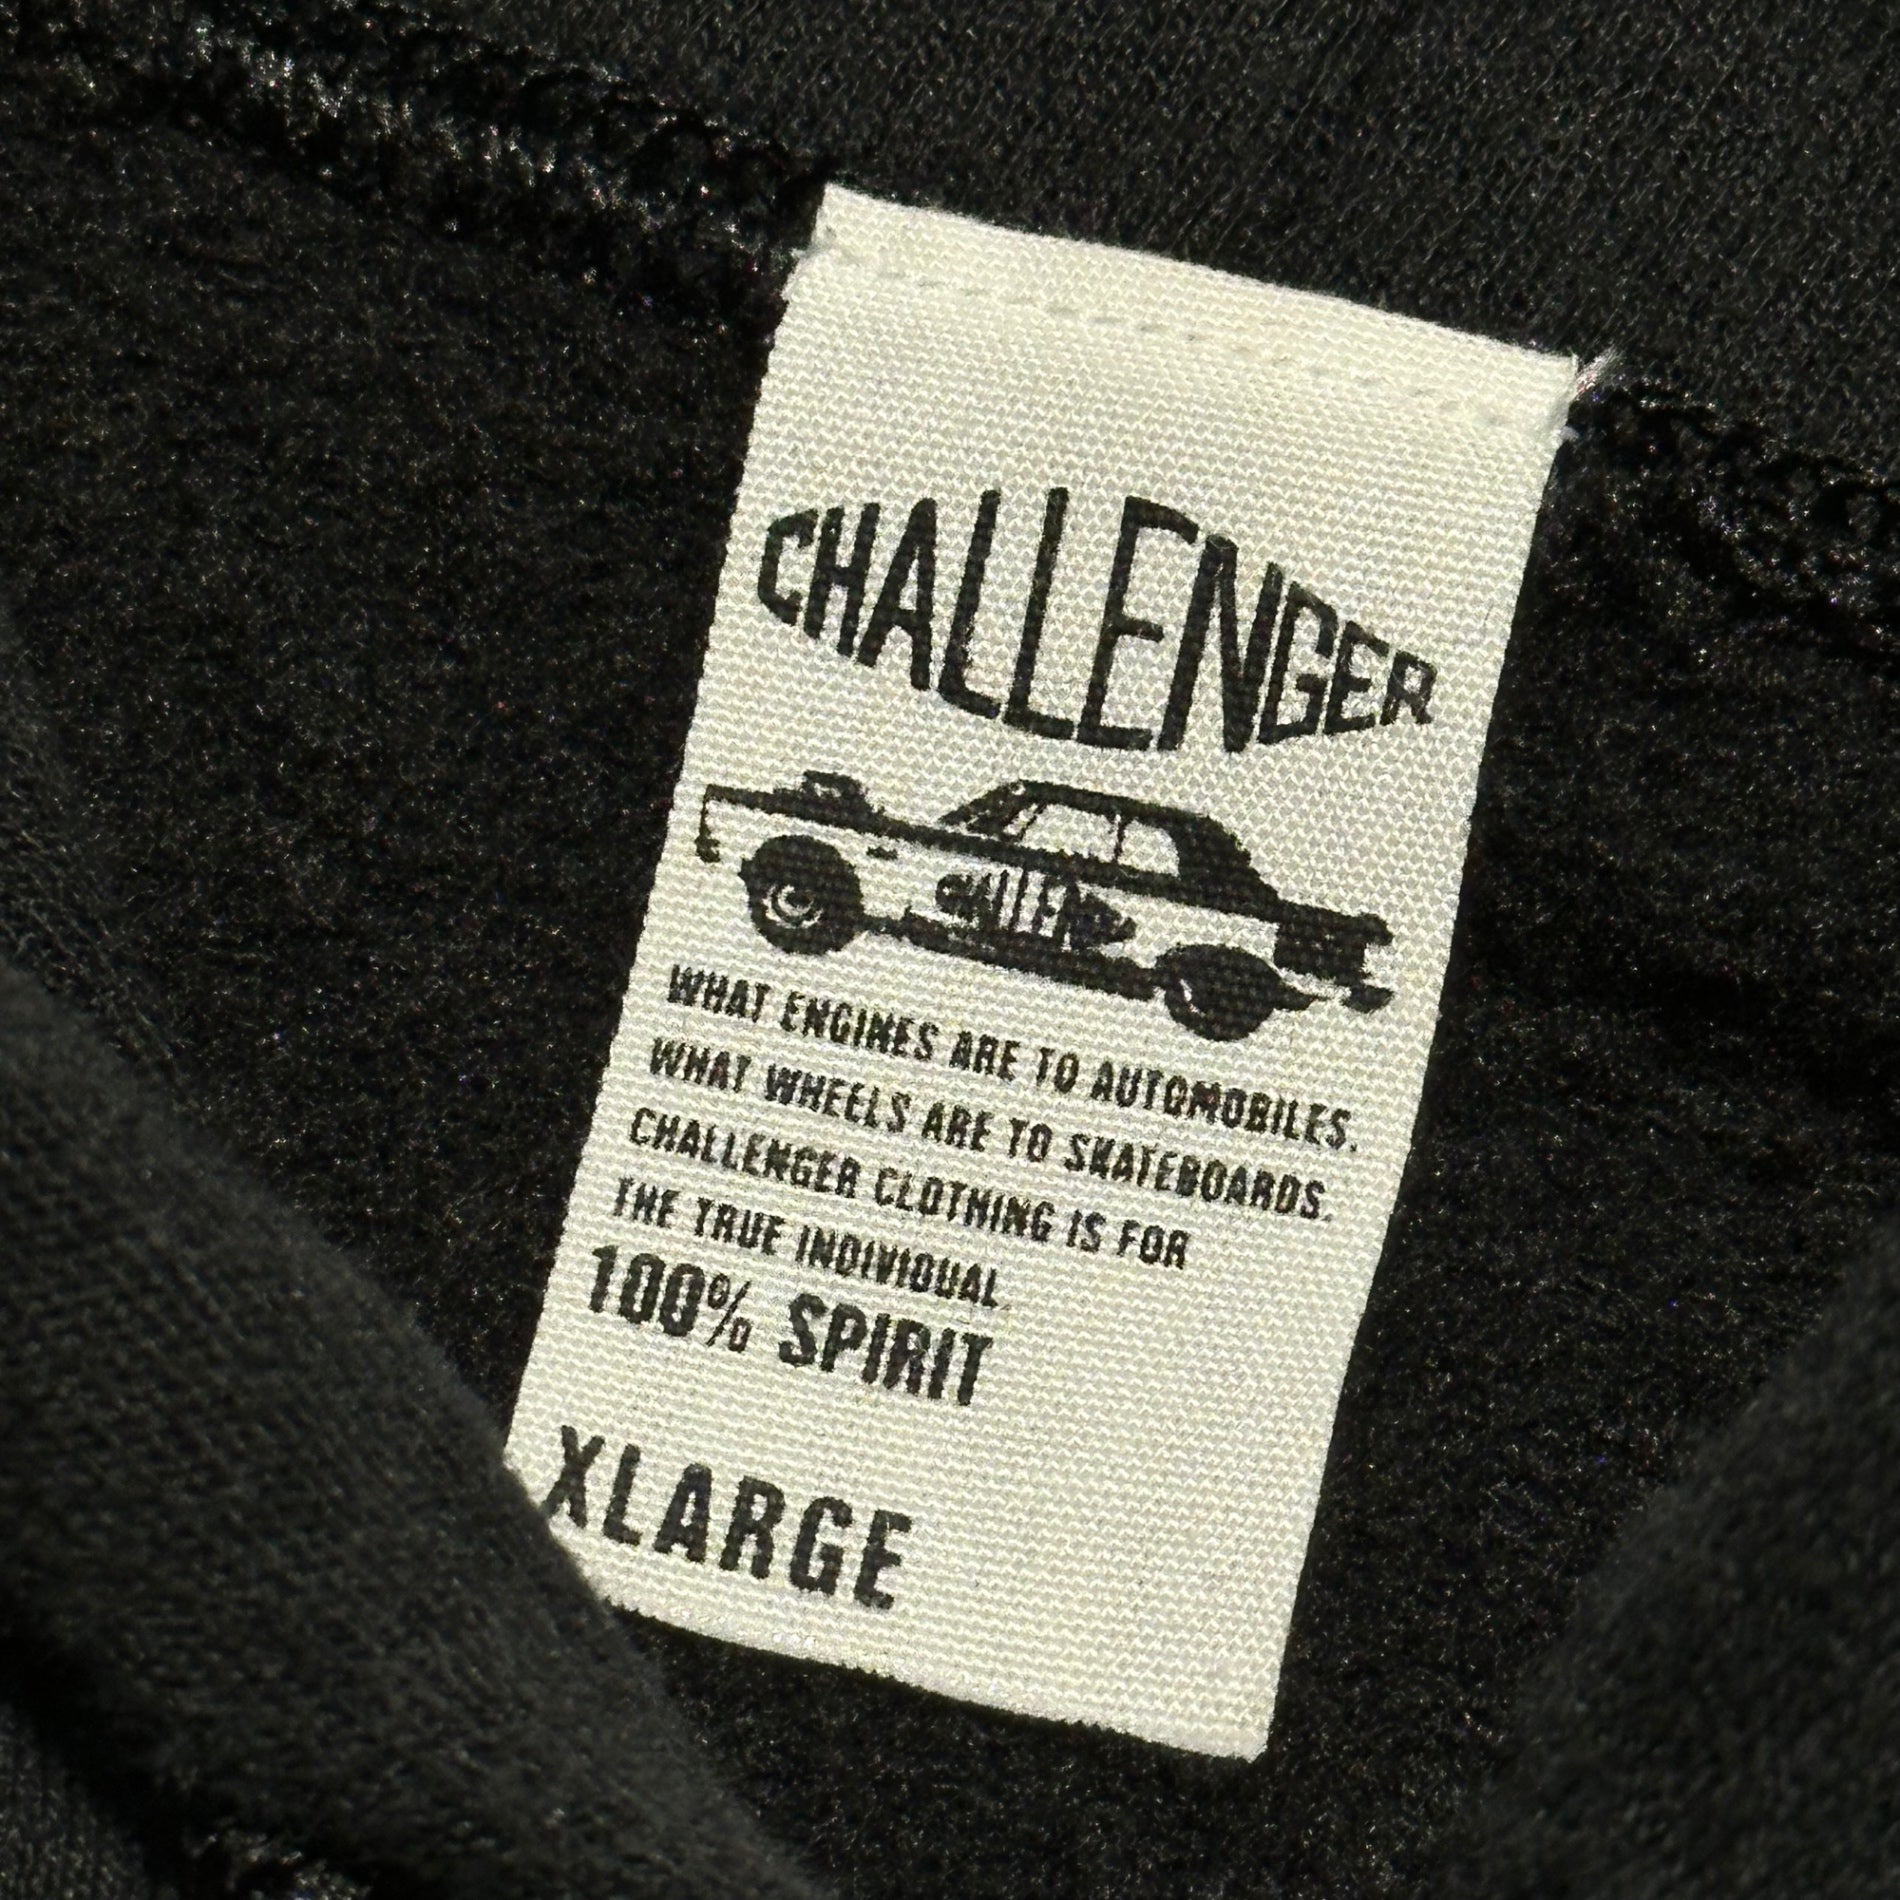 CHALLENGER
CHALLENGER
WHAT ENGINES ARE TO AUTOMOBILES.
WHAT WHEELS ARE TO SKATEBOARDS.
CHALLENGER CLOTHING IS FOR
THE TRUE INDIVIDUAL.
100% SPIRIT
XLARGE